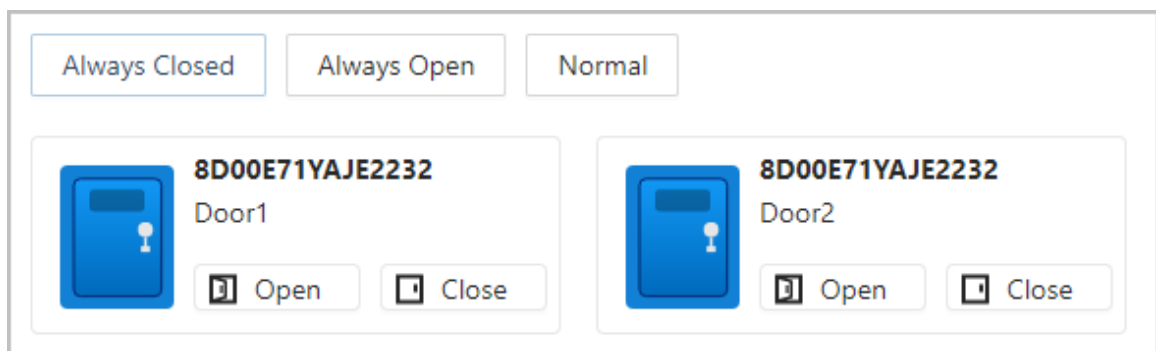 Always Closed Always Open Normal
8D00E71YAJE2232
Door1
Open Close
8D00E71YAJE2232
Door2
Open Close